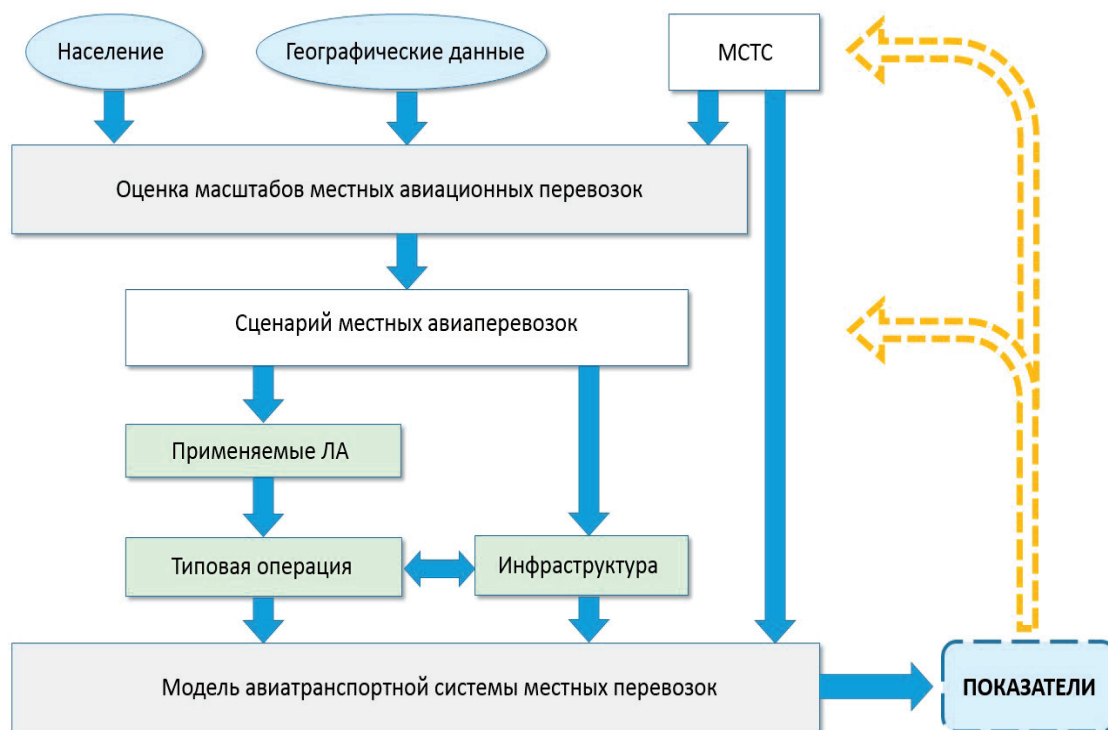 Население
Географические данные
МСТС
Оценка масштабов местных авиационных перевозок
Сценарий местных авиаперевозок
Применяемые ЛА
Типовая операция
Инфраструктура
Модель авиатранспортной системы местных перевозок
ПОКАЗАТЕЛИ